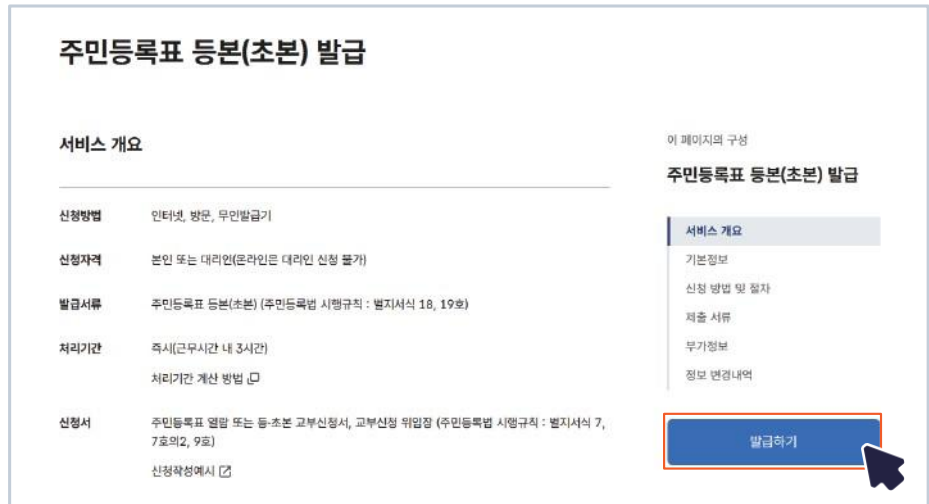 주민등록표 등본(초본) 발급
서비스 개요
신청방법 인터넷, 방문, 무인발급기
신청자격 본인 또는 대리인(온라인은 대리인 신청 불가)
발급서류 주민등록표 등본(초본) (주민등록법 시행규칙 : 별지서식 18, 19호)
처리기간 즉시(근무시간 내 3시간)
처리기간 계산 방법
신청서 주민등록표 열람 또는 등·초본 교부신청서, 교부신청 위임장 (주민등록법 시행규칙 : 별지서식 7,
7호의2, 9호)
신청작성예시
이 페이지의 구성
주민등록표 등본(초본) 발급
서비스 개요
기본정보
신청 방법 및 절차
제출 서류
부가정보
정보 변경내역
발급하기